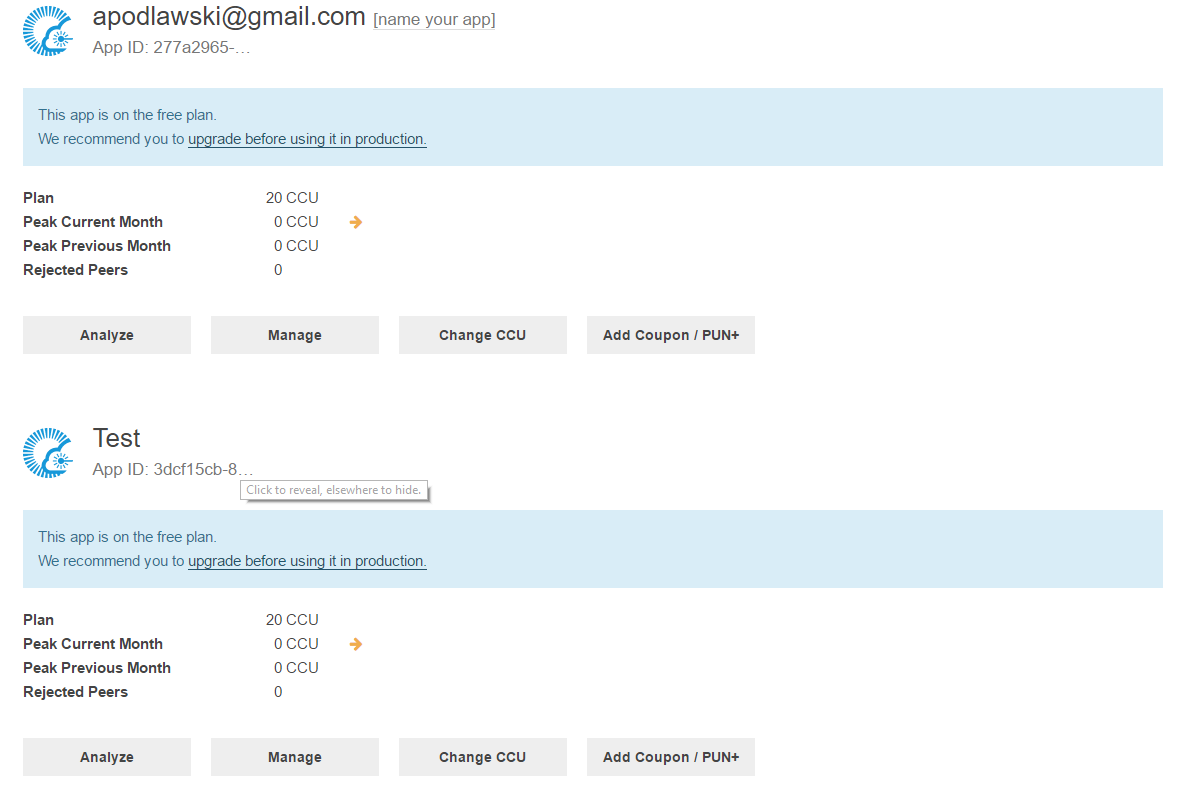 apodlawski@gmail.com [name your app]
App ID: 277a2965-…
This app is on the free plan.
We recommend you to upgrade before using it in production.
Plan 20 CCU
Peak Current Month 0 CCU
Peak Previous Month 0 CCU
Rejected Peers 0
Analyze Manage Change CCU Add Coupon / PUN+
Test
App ID: 3dcf15cb-8…
Click to reveal, elsewhere to hide.
This app is on the free plan.
We recommend you to upgrade before using it in production.
Plan 20 CCU
Peak Current Month 0 CCU
Peak Previous Month 0 CCU
Rejected Peers 0
Analyze Manage Change CCU Add Coupon / PUN+